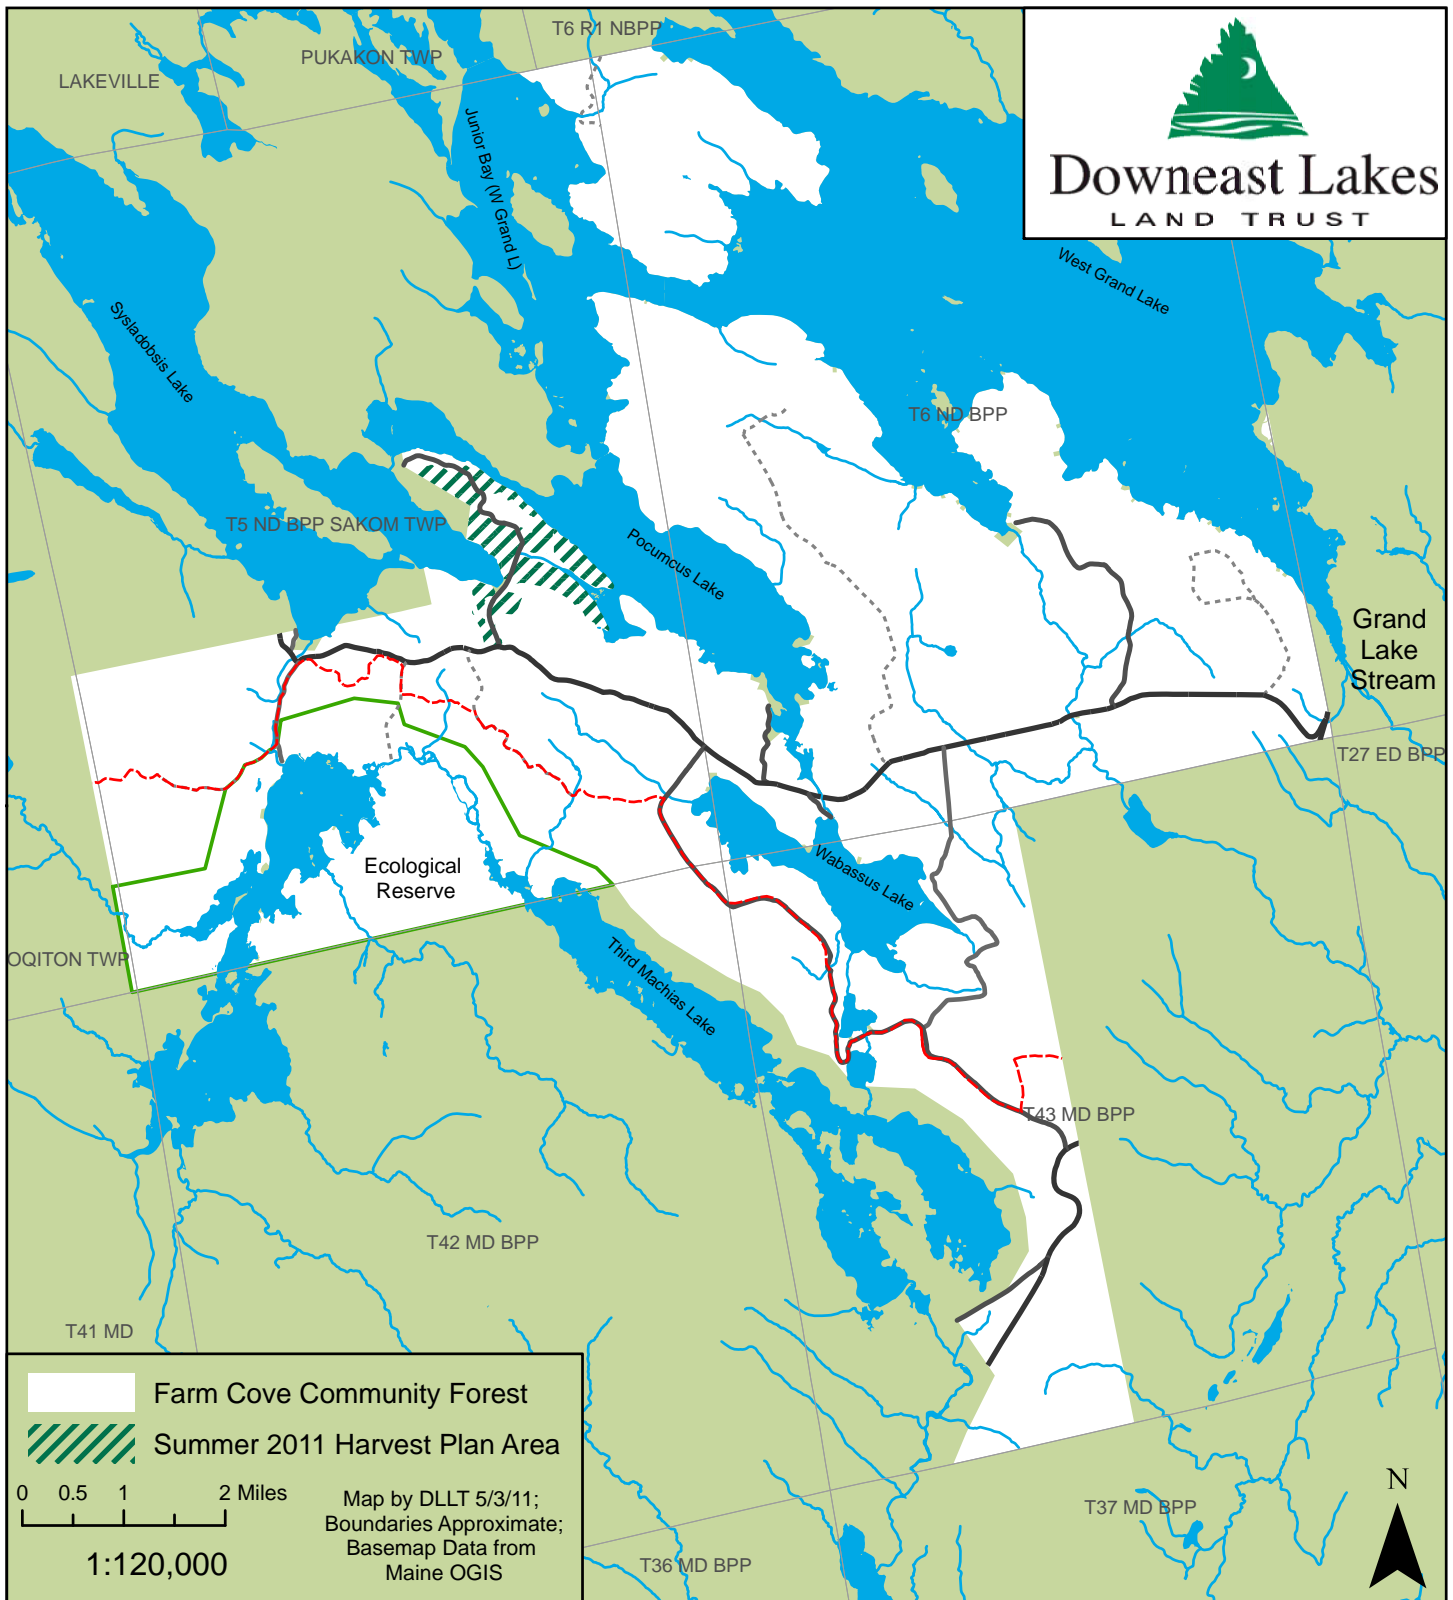 T6 R1 NBPP
PUKAKON TWP
LAKEVILLE
Downeast Lakes
LAND TRUST
Junior Bay (W Grand L)
West Grand Lake
Sysladobsis Lake
T6 ND BPP
T5 ND BPP SAKOM TWP
Pocumcus Lake
Grand
Lake
Stream
T27 ED BPP
Ecological
Reserve
Wabassus Lake
OQITON TWP
Third Machias Lake
T43 MD BPP
T42 MD BPP
T41 MD
Farm Cove Community Forest
Summer 2011 Harvest Plan Area
0 0.5 1 2 Miles
1:120,000
Map by DLLT 5/3/11;
Boundaries Approximate;
Basemap Data from
Maine OGIS
T36 MD BPP
T37 MD BPP
N